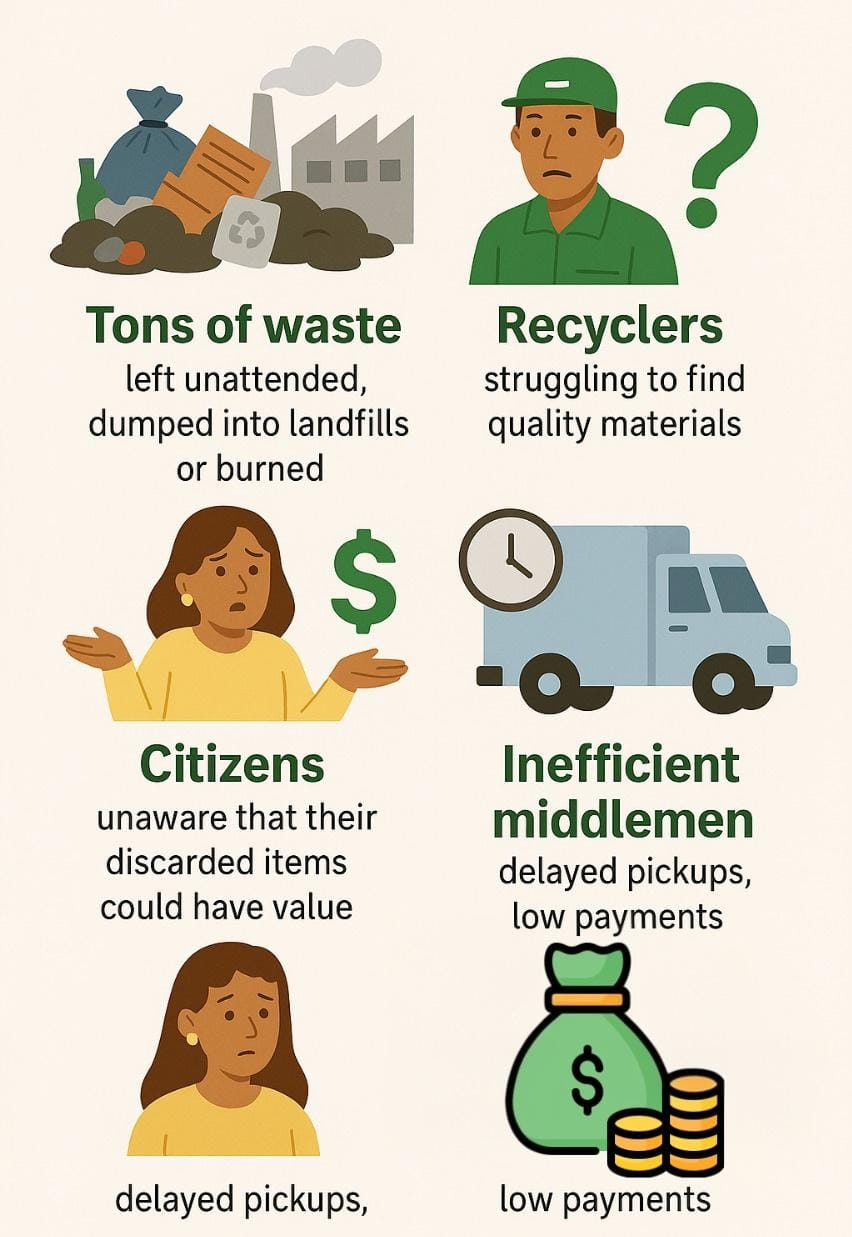 Tons of waste
left unattended,
dumped into landfills
or burned
Recyclers
struggling to find
quality materials
$
Citizens
unaware that their
discarded items
could have value
Inefficient
middlemen
delayed pickups,
low payments
$
delayed pickups,
low payments